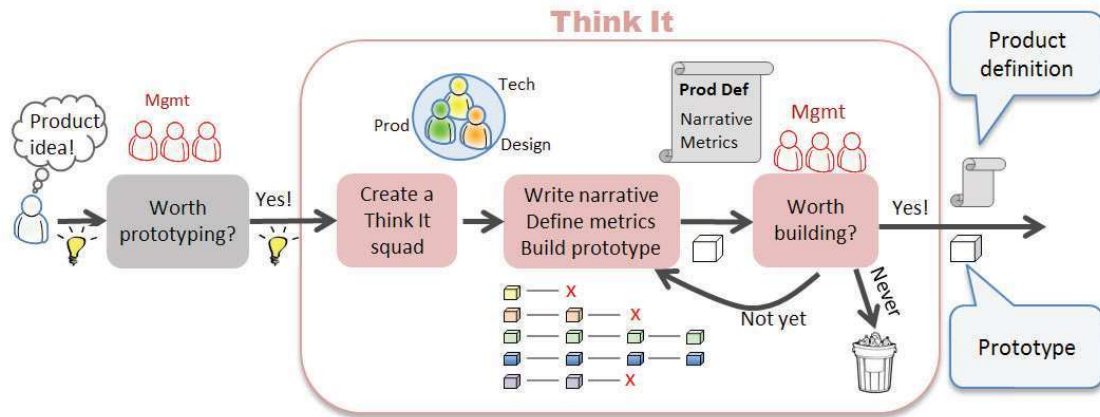 Think It
Product
idea!
Mgmt
Worth
prototyping?
Yes!
Tech
Prod
Design
Create a
Think It
squad
Write narrative
Define metrics
Build prototype
Prod Def
Narrative
Metrics
Mgmt
Worth
building?
Yes!
Not yet
Never
X
X
X
Product
definition
Prototype